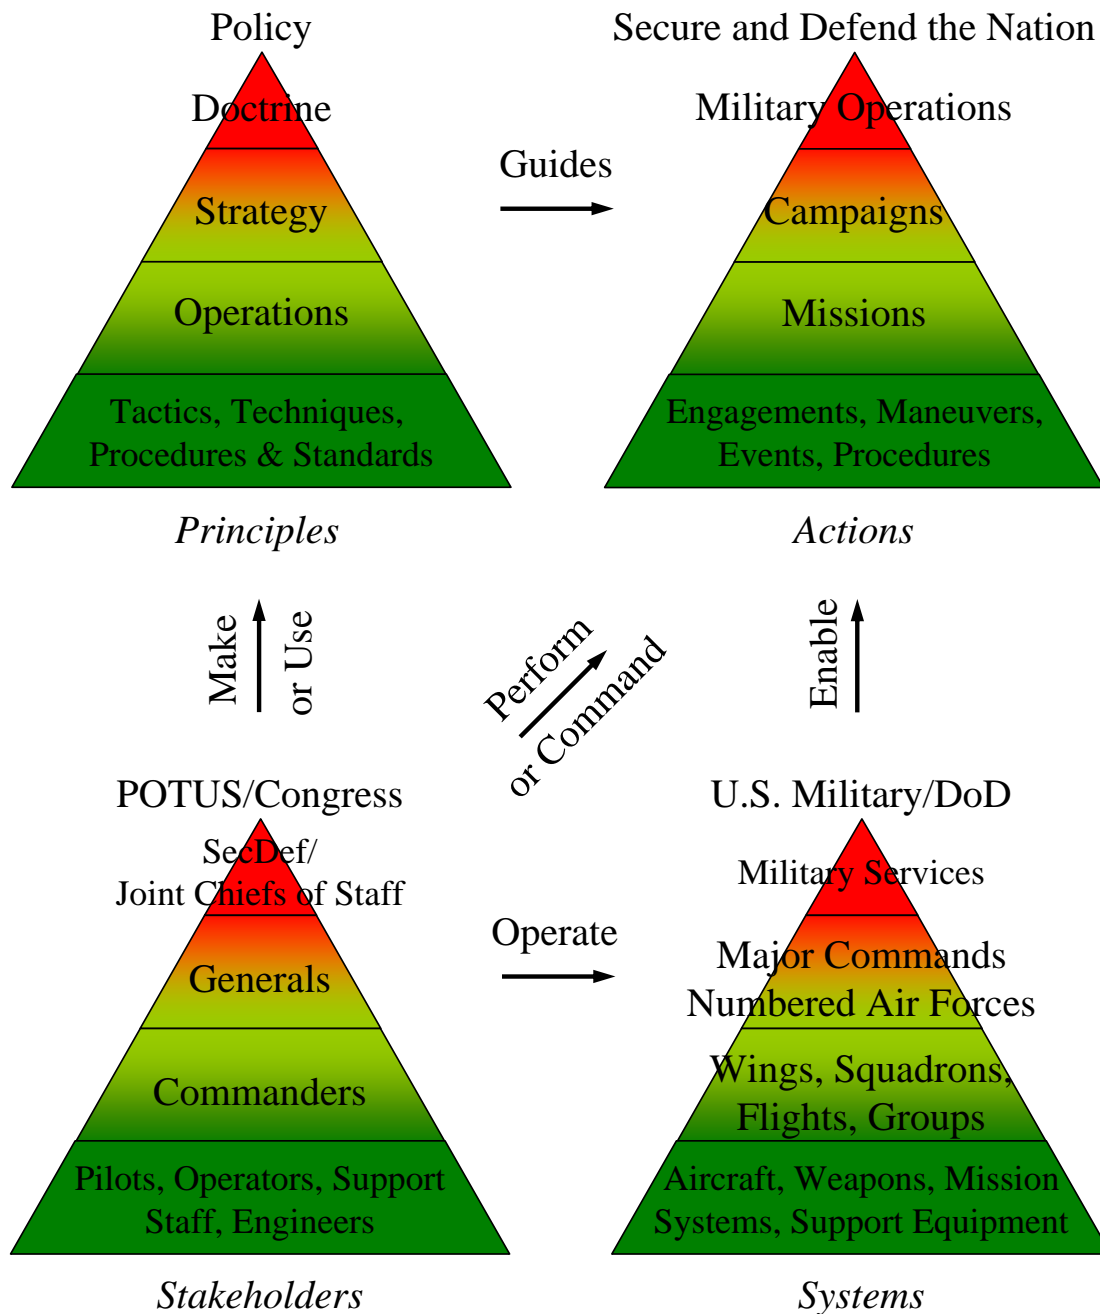 Policy
Doctrine
Strategy
Operations
Tactics, Techniques,
Procedures & Standards
Principles
Guides
Secure and Defend the Nation
Military Operations
Campaigns
Missions
Engagements, Maneuvers,
Events, Procedures
Actions
Make
or Use
Perform
or Command
Enable
POTUS/Congress
SecDef/
Joint Chiefs of Staff
Generals
Commanders
Pilots, Operators, Support
Staff, Engineers
Stakeholders
Operate
U.S. Military/DoD
Military Services
Major Commands
Numbered Air Forces
Wings, Squadrons,
Flights, Groups
Aircraft, Weapons, Mission
Systems, Support Equipment
Systems